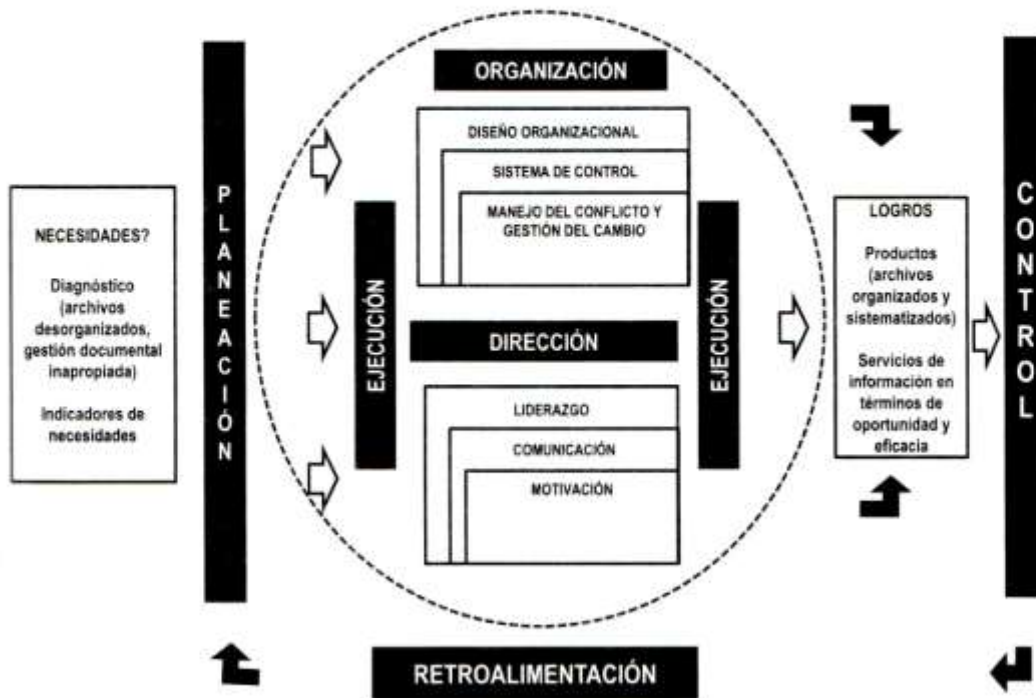 NECESIDADES?
Diagnóstico
(archivos
desorganizados,
gestión documental
inapropiada)
Indicadores de
necesidades
PLANEACIÓN
ORGANIZACIÓN
DISEÑO ORGANIZACIONAL
SISTEMA DE CONTROL
MANEJO DEL CONFLICTO Y
GESTIÓN DEL CAMBIO
EJECUCIÓN
DIRECCIÓN
LIDERAZGO
COMUNICACIÓN
MOTIVACIÓN
EJECUCIÓN
LOGROS
Productos
(archivos
organizados y
sistematizados)
Servicios de
información en
términos de
oportunidad y
eficacia
CONTROL
RETROALIMENTACIÓN